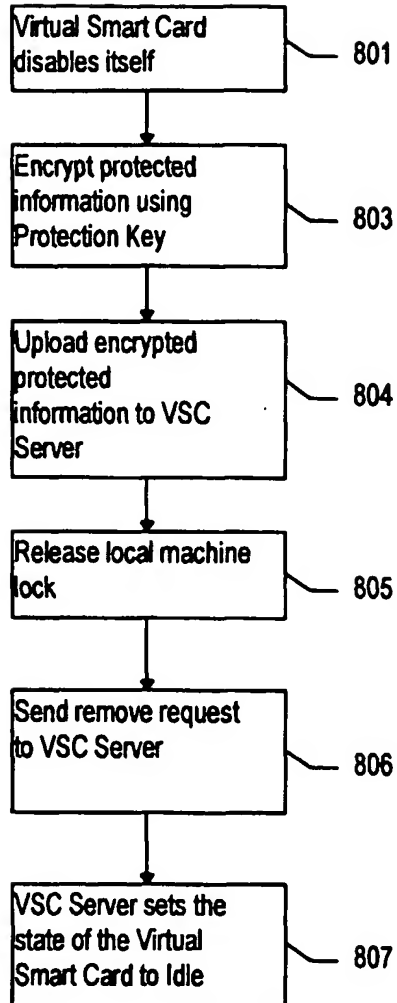 Virtual Smart Card
disables itself
801
Encrypt protected
information using
Protection Key
803
Upload encrypted
protected
information to VSC
Server
804
Release local machine
lock
805
Send remove request
to VSC Server
806
VSC Server sets the
state of the Virtual
Smart Card to Idle
807